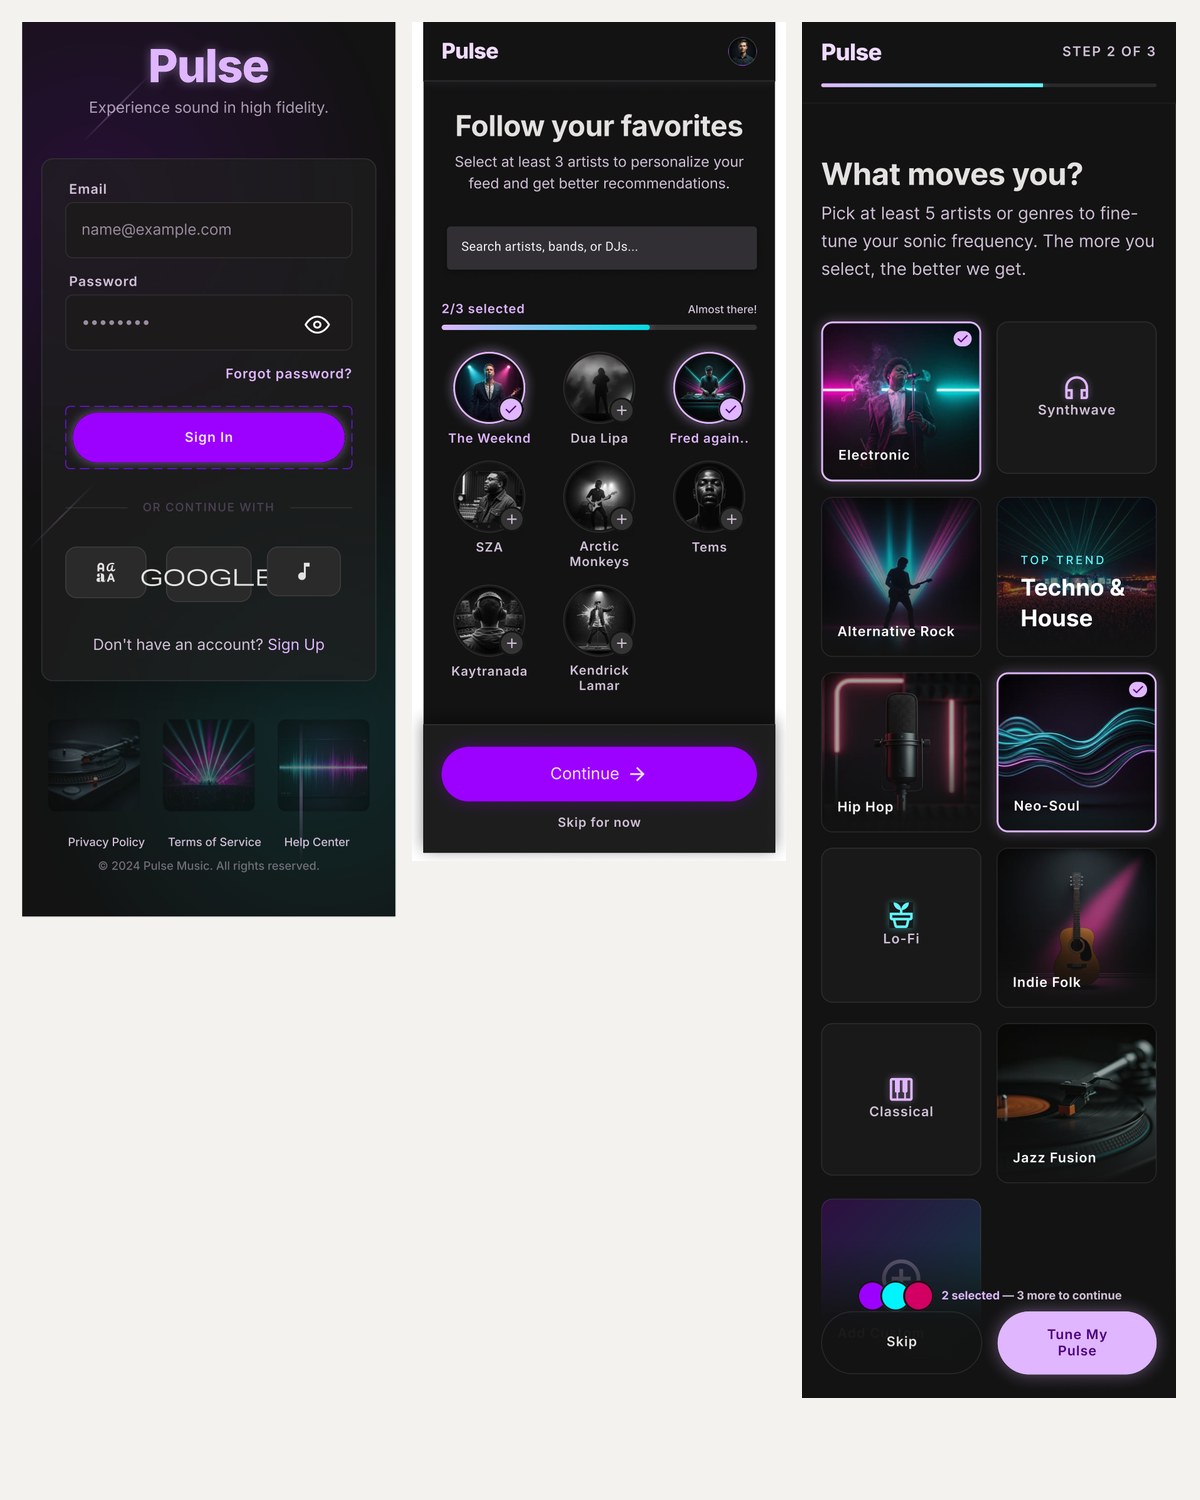 Pulse
Experience sound in high fidelity.
Email
name@example.com
Password
••••••••
Forgot password?
Sign In
OR CONTINUE WITH
GOOGLE
Don't have an account? Sign Up
Privacy Policy
Terms of Service
Help Center
© 2024 Pulse Music. All rights reserved.
Pulse
Follow your favorites
Select at least 3 artists to personalize your
feed and get better recommendations.
Search artists, bands, or DJs...
2/3 selected
Almost there!
The Weeknd
Dua Lipa
Fred again..
SZA
Arctic
Monkeys
Tems
Kaytranada
Kendrick
Lamar
Continue
Skip for now
Pulse
STEP 2 OF 3
What moves you?
Pick at least 5 artists or genres to fine-
tune your sonic frequency. The more you
select, the better we get.
Electronic
Synthwave
Alternative Rock
TOP TREND
Techno &
House
Hip Hop
Neo-Soul
Lo-Fi
Indie Folk
Classical
Jazz Fusion
2 selected — 3 more to continue
Add
Skip
Tune My
Pulse